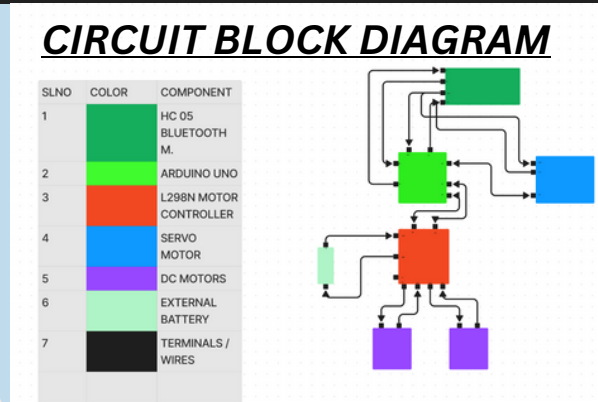 CIRCUIT BLOCK DIAGRAM
SLNO COLOR COMPONENT
1 HC 05
BLUETOOTH
M.
2 ARDUINO UNO
3 L298N MOTOR
CONTROLLER
4 SERVO
MOTOR
5 DC MOTORS
6 EXTERNAL
BATTERY
7 TERMINALS /
WIRES